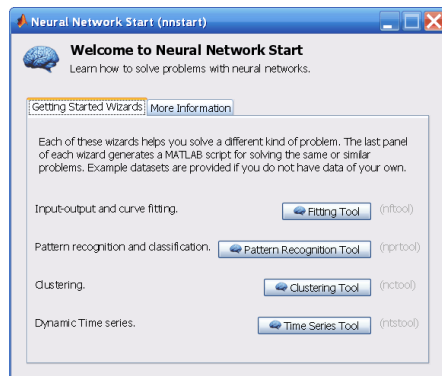 Neural Network Start (nnstart)
Welcome to Neural Network Start
Learn how to solve problems with neural networks.
Getting Started Wizards More Information
Each of these wizards helps you solve a different kind of problem. The last panel
of each wizard generates a MATLAB script for solving the same or similar
problems. Example datasets are provided if you do not have data of your own.
Input-output and curve fitting. Fitting Tool (nftool)
Pattern recognition and classification. Pattern Recognition Tool (nprtool)
Clustering. Clustering Tool (nctool)
Dynamic Time series. Time Series Tool (ntstool)